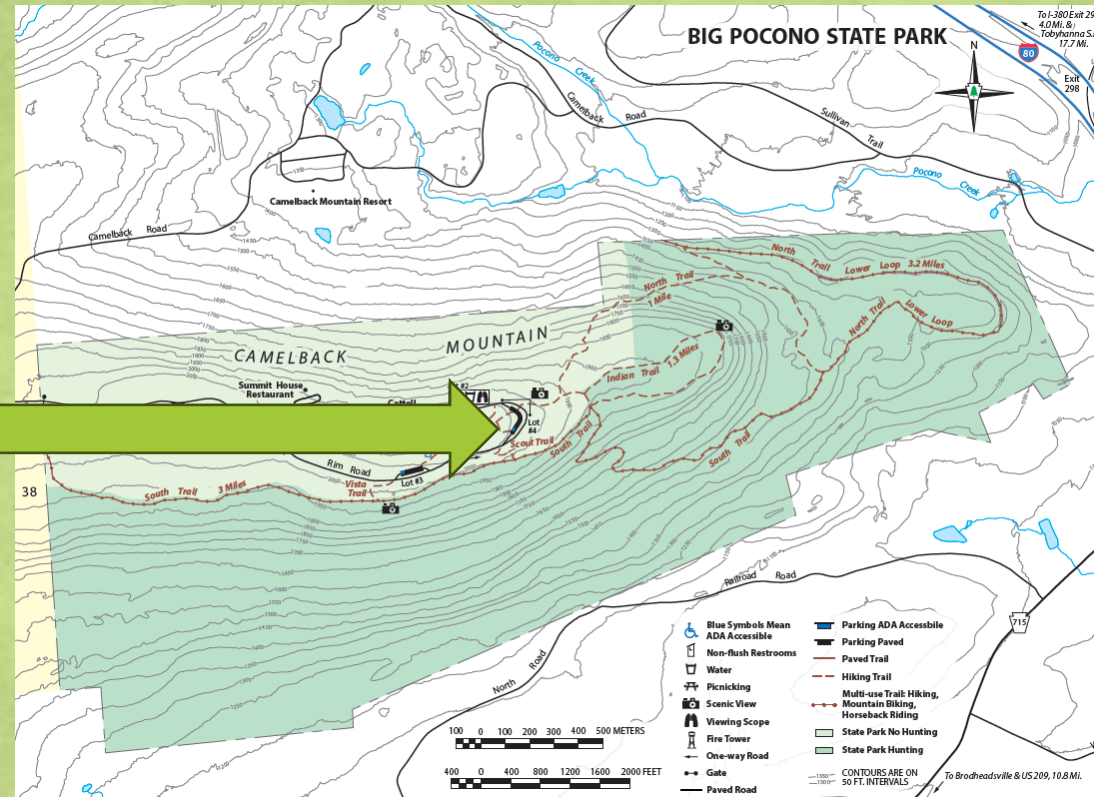 BIG POCONO STATE PARK
To I-380 Exit 29
4.0 Mi. &
Tobyhanna S.
17.7 Mi.
80
Exit
298
N
Pocono Creek
Camelback Road
Sullivan Trail
Pocono Creek
Camelback Mountain Resort
Camelback Road
North Trail Lower Loop 3.2 Miles
North Trail
1 Mile
North Trail Lower Loop
CAMELBACK MOUNTAIN
Indian Trail 1.3 Miles
Summit House
Restaurant
#2
Lot
#4
Scout Trail
South Trail
South Trail
Rim Road
Lot #3
Vista
Trail
South Trail 3 Miles
38
Railroad Road
North Road
715
Blue Symbols Mean
ADA Accessible
Non-flush Restrooms
Water
Picnicking
Scenic View
Viewing Scope
Fire Tower
One-way Road
Gate
Paved Road
Parking ADA Accessbile
Parking Paved
Paved Trail
Hiking Trail
Multi-use Trail: Hiking,
Mountain Biking,
Horseback Riding
State Park No Hunting
State Park Hunting
CONTOURS ARE ON
50 FT. INTERVALS
100 0 100 200 300 400 500 METERS
400 0 400 800 1200 1600 2000 FEET
To Brodheadsville & US 209, 10.8 Mi.